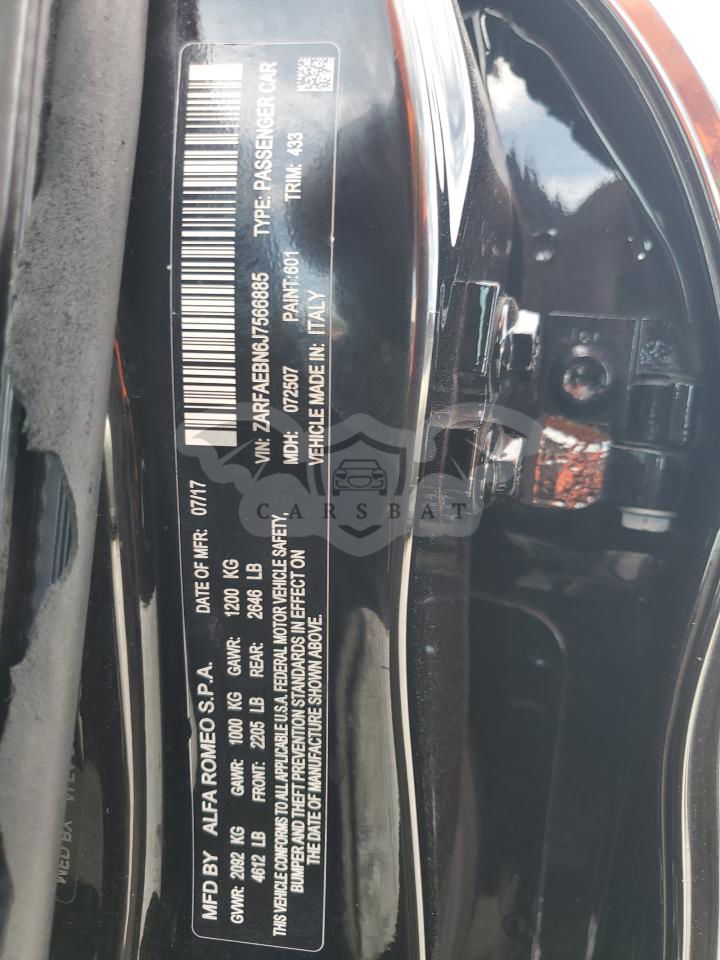 MFD BY ALFA ROMEO S.P.A. DATE OF MFR: 07/17
GVWR: 2092 KG GAWR: 1000 KG GAWR: 1200 KG
4612 LB FRONT: 2205 LB REAR: 2646 LB
THIS VEHICLE CONFORMS TO ALL APPLICABLE U.S.A. FEDERAL MOTOR VEHICLE SAFETY,
BUMPER AND THEFT PREVENTION STANDARDS IN EFFECT ON
THE DATE OF MANUFACTURE SHOWN ABOVE.
VIN: ZARFAEBN6J7566885 TYPE: PASSENGER CAR
MDH: 072507 PAINT:601 TRIM: 433
VEHICLE MADE IN: ITALY
CARSBAT